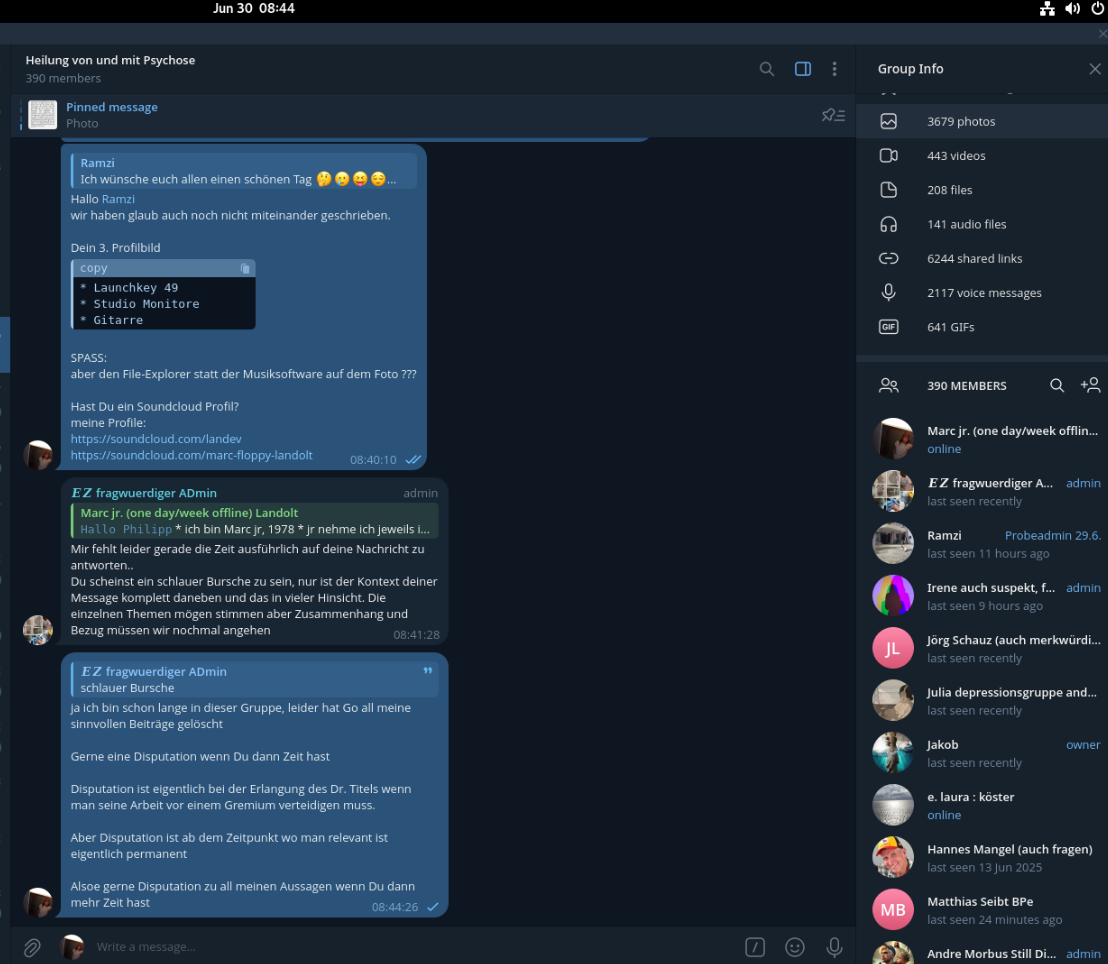 Jun 30 08:44
Heilung von und mit Psychose
390 members
Pinned message
Photo
Ramzi
Ich wünsche euch allen einen schönen Tag 🤔🥲😝😌...
Hallo Ramzi
wir haben glaub auch noch nicht miteinander geschrieben.
Dein 3. Profilbild
copy
* Launchkey 49
* Studio Monitore
* Gitarre
SPASS:
aber den File-Explorer statt der Musiksoftware auf dem Foto ???
Hast Du ein Soundcloud Profil?
meine Profile:
https://soundcloud.com/landev
https://soundcloud.com/marc-floppy-landolt
08:40:10
EZ fragwuerdiger ADmin
admin
Marc jr. (one day/week offline) Landolt
Hallo Philipp * ich bin Marc jr, 1978 * jr nehme ich jeweils i...
Mir fehlt leider gerade die Zeit ausführlich auf deine Nachricht zu
antworten..
Du scheinst ein schlauer Bursche zu sein, nur ist der Kontext deiner
Message komplett daneben und das in vieler Hinsicht. Die
einzelnen Themen mögen stimmen aber Zusammenhang und
Bezug müssen wir nochmal angehen
08:41:28
EZ fragwuerdiger ADmin
schlauer Bursche
ja ich bin schon lange in dieser Gruppe, leider hat Go all meine
sinnvollen Beiträge gelöscht
Gerne eine Disputation wenn Du dann Zeit hast
Disputation ist eigentlich bei der Erlangung des Dr. Titels wenn
man seine Arbeit vor einem Gremium verteidigen muss.
Aber Disputation ist ab dem Zeitpunkt wo man relevant ist
eigentlich permanent
Alsoe gerne Disputation zu all meinen Aussagen wenn Du dann
mehr Zeit hast
08:44:26
Write a message...
Group Info
3679 photos
443 videos
208 files
141 audio files
6244 shared links
2117 voice messages
GIF
641 GIFs
390 MEMBERS
Marc jr. (one day/week offlin...
online
EZ fragwuerdiger A...
admin
last seen recently
Ramzi
Probeadmin 29.6.
last seen 11 hours ago
Irene auch suspekt, f...
admin
last seen 9 hours ago
JL
Jörg Schauz (auch merkwürdi...
last seen recently
Julia depressionsgruppe and...
last seen recently
Jakob
owner
last seen recently
e. laura : köster
online
Hannes Mangel (auch fragen)
last seen 13 Jun 2025
MB
Matthias Seibt BPe
last seen 24 minutes ago
Andre Morbus Still Di...
admin